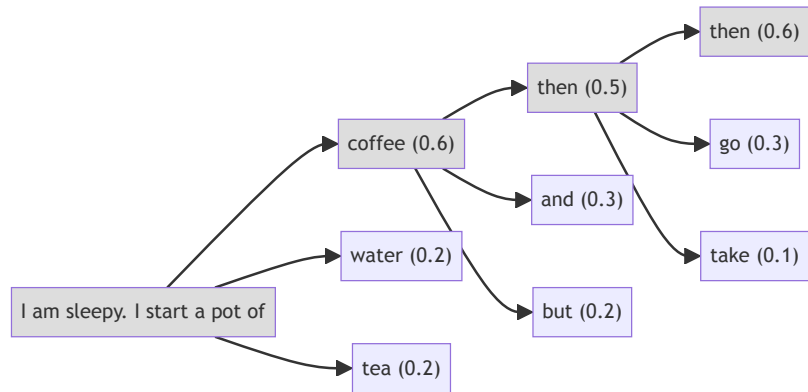 then (0.6)
then (0.5)
coffee (0.6)
go (0.3)
and (0.3)
water (0.2)
take (0.1)
I am sleepy. I start a pot of
but (0.2)
tea (0.2)